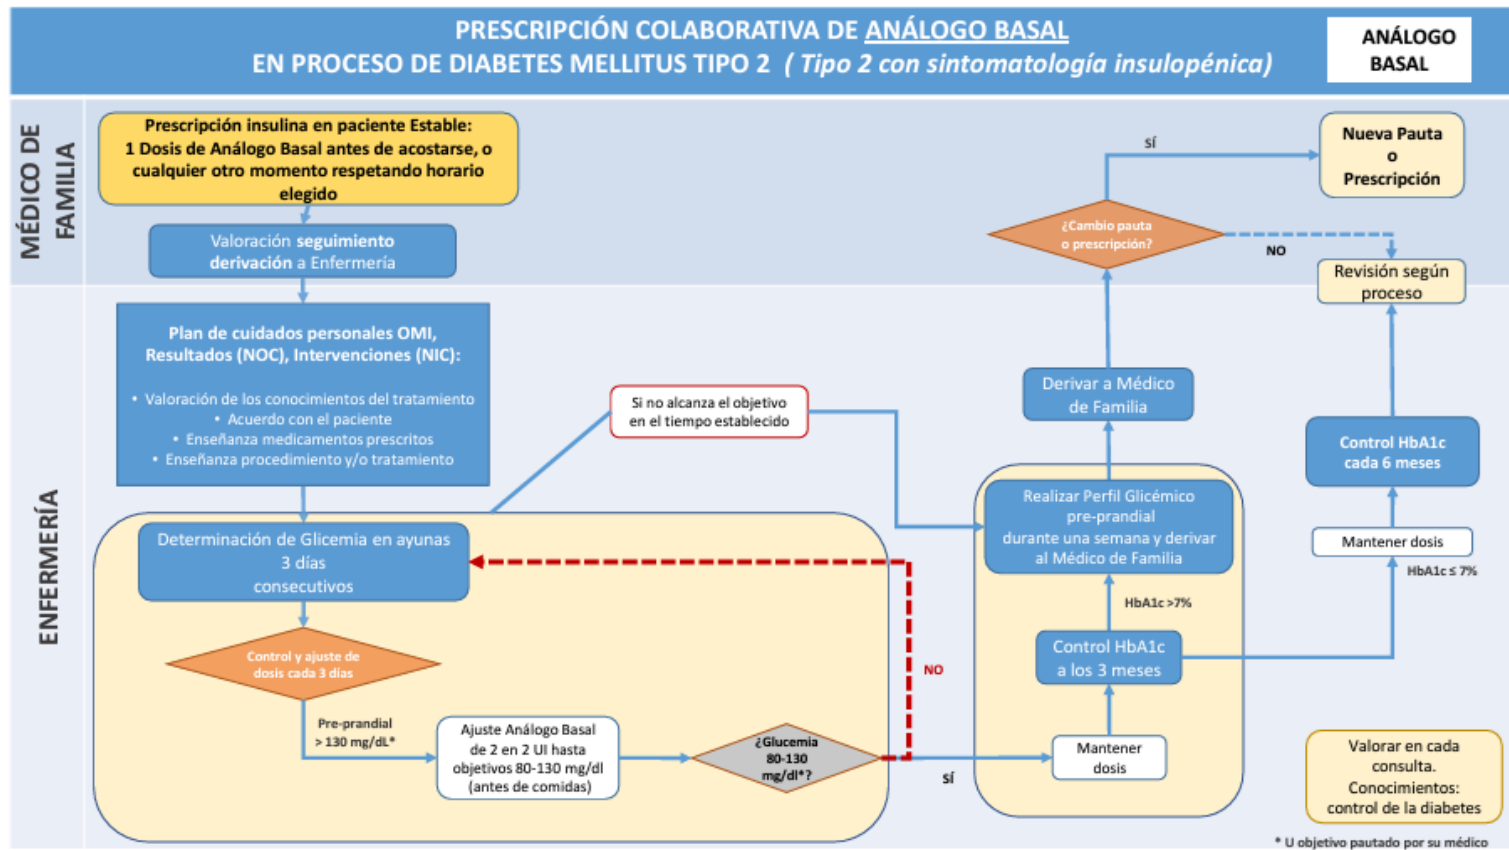 PRESCRIPCIÓN COLABORATIVA DE ANÁLOGO BASAL
EN PROCESO DE DIABETES MELLITUS TIPO 2 ( Tipo 2 con sintomatología insulopénica)
ANÁLOGO
BASAL
MÉDICO DE
FAMILIA
Prescripción insulina en paciente Estable:
1 Dosis de Análogo Basal antes de acostarse, o
cualquier otro momento respetando horario
elegido
Valoración seguimiento
derivación a Enfermería
¿Cambio pauta
o prescripción?
SÍ
NO
Nueva Pauta
o
Prescripción
Revisión según
proceso
ENFERMERÍA
Plan de cuidados personales OMI,
Resultados (NOC), Intervenciones (NIC):
• Valoración de los conocimientos del tratamiento
• Acuerdo con el paciente
• Enseñanza medicamentos prescritos
• Enseñanza procedimiento y/o tratamiento
Si no alcanza el objetivo
en el tiempo establecido
Determinación de Glicemia en ayunas
3 días
consecutivos
Control y ajuste de
dosis cada 3 días
Pre-prandial
> 130 mg/dL*
Ajuste Análogo Basal
de 2 en 2 UI hasta
objetivos 80-130 mg/dl
(antes de comidas)
¿Glucemia
80-130
mg/dl*?
NO
SÍ
Mantener
dosis
Control HbA1c
a los 3 meses
HbA1c >7%
Realizar Perfil Glicémico
pre-prandial
durante una semana y derivar
al Médico de Familia
Derivar a Médico
de Familia
HbA1c ≤ 7%
Mantener dosis
Control HbA1c
cada 6 meses
Valorar en cada
consulta.
Conocimientos:
control de la diabetes
* U objetivo pautado por su médico